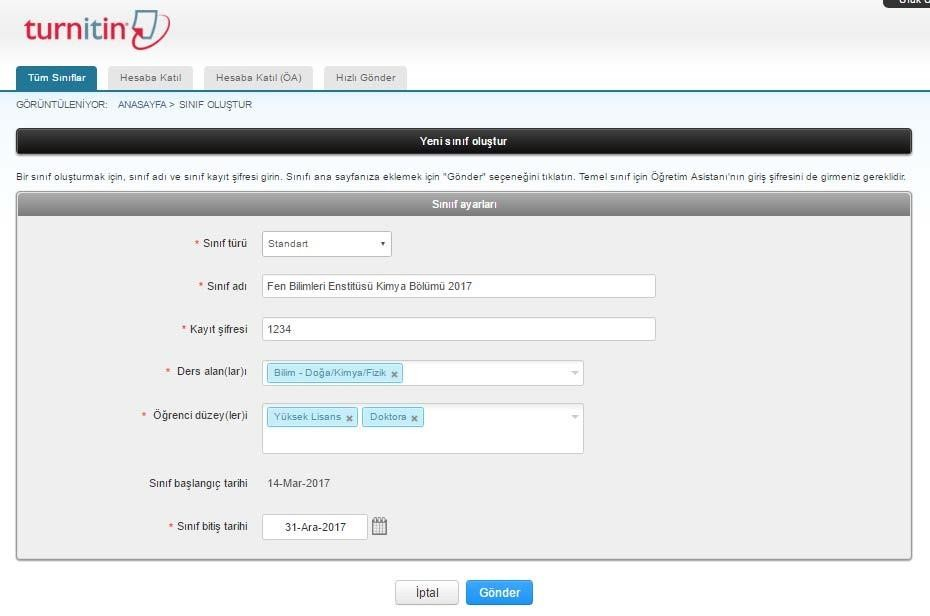 turnitin
Tüm Sınıflar Hesaba Katıl Hesaba Katıl (ÖA) Hızlı Gönder
GÖRÜNTÜLENİYOR: ANASAYFA > SINIF OLUŞTUR
Yeni sınıf oluştur
Bir sınıf oluşturmak için, sınıf adı ve sınıf kayıt şifresi girin. Sınıfı ana sayfanıza eklemek için "Gönder" seçeneğini tıklatın. Temel sınıf için Öğretim Asistanı'nın giriş şifresini de girmeniz gereklidir.
Sınıf ayarları
* Sınıf türü Standart
* Sınıf adı Fen Bilimleri Enstitüsü Kimya Bölümü 2017
* Kayıt şifresi 1234
* Ders alan(lar)ı Bilim - Doğa/Kimya/Fizik x
* Öğrenci düzey(ler)i Yüksek Lisans x Doktora x
Sınıf başlangıç tarihi 14-Mar-2017
* Sınıf bitiş tarihi 31-Ara-2017
İptal Gönder